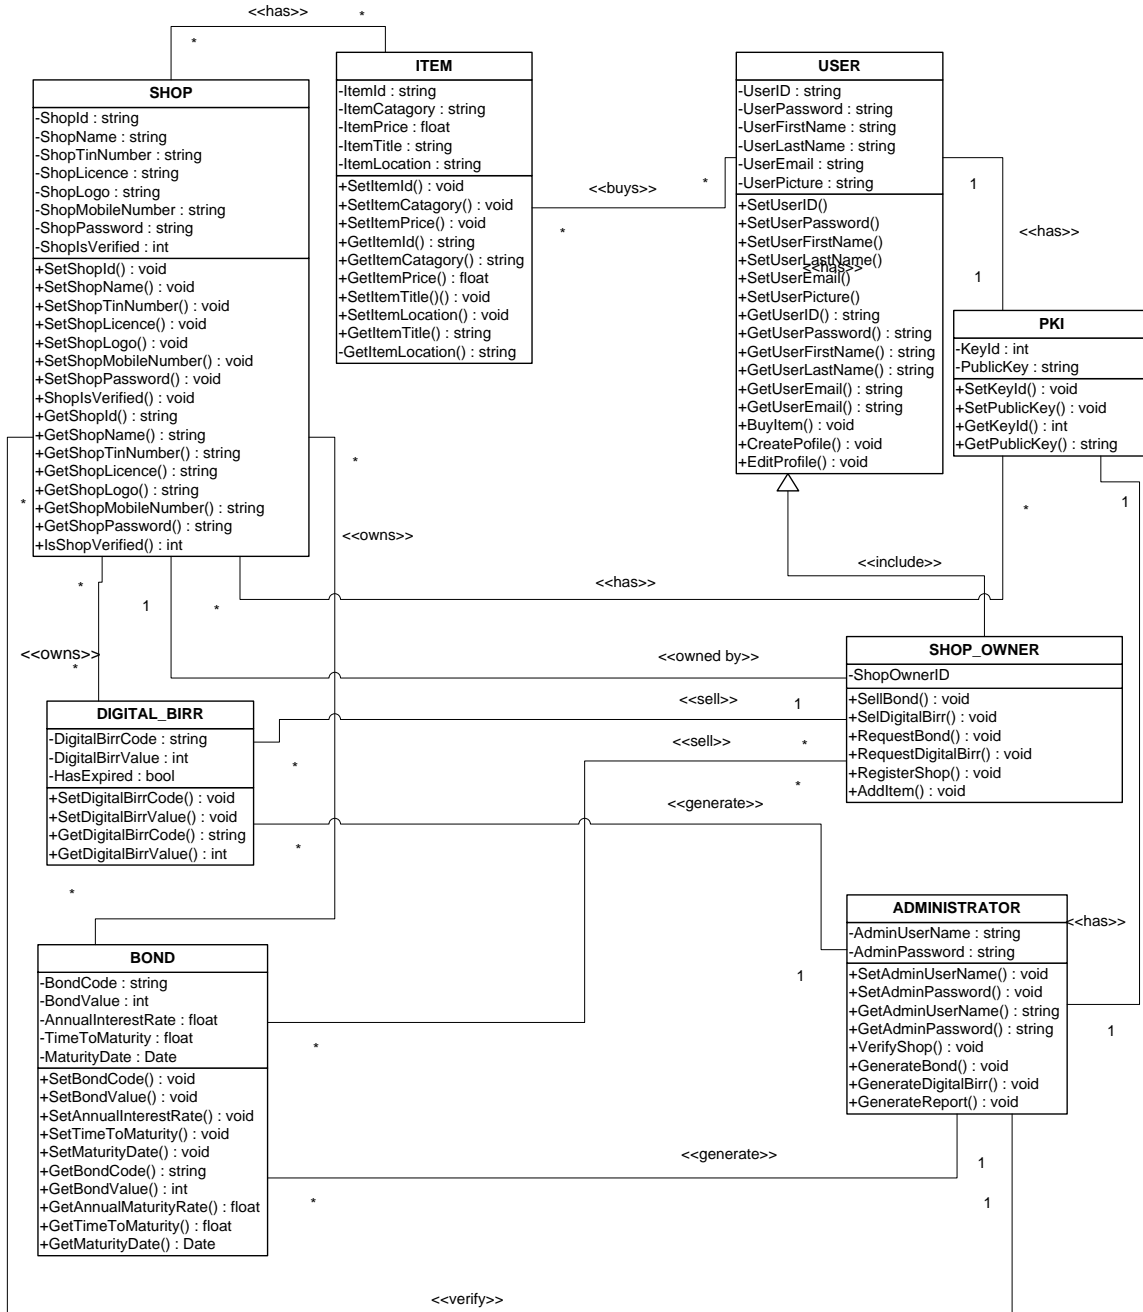 <<has>>
*
*
ITEM
-ItemId : string
-ItemCatagory : string
-ItemPrice : float
-ItemTitle : string
-ItemLocation : string
+SetItemId() : void
+SetItemCatagory() : void
+SetItemPrice() : void
+GetItemId() : string
+GetItemCatagory() : string
+GetItemPrice() : float
+SetItemTitle()() : void
+SetItemLocation() : void
+GetItemTitle() : string
-GetItemLocation() : string
USER
-UserID : string
-UserPassword : string
-UserFirstName : string
-UserLastName : string
-UserEmail : string
-UserPicture : string
+SetUserID()
+SetUserPassword()
+SetUserFirstName()
+SetUserLastName()
<<has>>
+SetUserEmail()
+SetUserPicture()
+GetUserID() : string
+GetUserPassword() : string
+GetUserFirstName() : string
+GetUserLastName() : string
+GetUserEmail() : string
+GetUserEmail() : string
+BuyItem() : void
+CreatePofile() : void
+EditProfile() : void
SHOP
-ShopId : string
-ShopName : string
-ShopTinNumber : string
-ShopLicence : string
-ShopLogo : string
-ShopMobileNumber : string
-ShopPassword : string
-ShopIsVerified : int
+SetShopId() : void
+SetShopName() : void
+SetShopTinNumber() : void
+SetShopLicence() : void
+SetShopLogo() : void
+SetShopMobileNumber() : void
+SetShopPassword() : void
+ShopIsVerified() : void
+GetShopId() : string
+GetShopName() : string
+GetShopTinNumber() : string
+GetShopLicence() : string
+GetShopLogo() : string
+GetShopMobileNumber() : string
+GetShopPassword() : string
+IsShopVerified() : int
<<buys>>
*
*
1
<<has>>
1
PKI
-KeyId : int
-PublicKey : string
+SetKeyId() : void
+SetPublicKey() : void
+GetKeyId() : int
+GetPublicKey() : string
*
*
<<owns>>
*
1
<<include>>
<<has>>
*
1
*
<<owns>>
*
<<owned by>>
1
SHOP_OWNER
-ShopOwnerID
+SellBond() : void
+SelDigitalBirr() : void
+RequestBond() : void
+RequestDigitalBirr() : void
+RegisterShop() : void
+AddItem() : void
<<sell>>
*
*
<<sell>>
*
DIGITAL_BIRR
-DigitalBirrCode : string
-DigitalBirrValue : int
-HasExpired : bool
+SetDigitalBirrCode() : void
+SetDigitalBirrValue() : void
+GetDigitalBirrCode() : string
+GetDigitalBirrValue() : int
<<generate>>
*
*
1
ADMINISTRATOR
-AdminUserName : string
-AdminPassword : string
+SetAdminUserName() : void
+SetAdminPassword() : void
+GetAdminUserName() : string
+GetAdminPassword() : string
+VerifyShop() : void
+GenerateBond() : void
+GenerateDigitalBirr() : void
+GenerateReport() : void
<<has>>
1
BOND
-BondCode : string
-BondValue : int
-AnnualInterestRate : float
-TimeToMaturity : float
-MaturityDate : Date
+SetBondCode() : void
+SetBondValue() : void
+SetAnnualInterestRate() : void
+SetTimeToMaturity() : void
+SetMaturityDate() : void
+GetBondCode() : string
+GetBondValue() : int
+GetAnnualMaturityRate() : float
+GetTimeToMaturity() : float
+GetMaturityDate() : Date
*
<<generate>>
*
1
1
<<verify>>